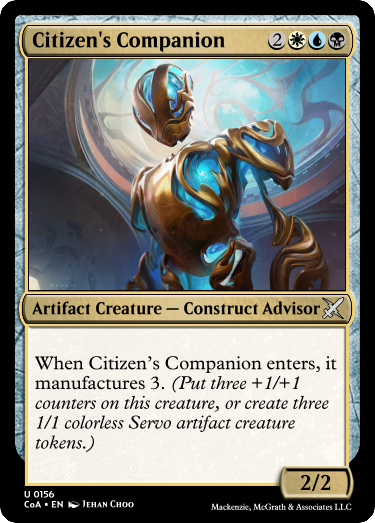 Citizen's Companion 2
Artifact Creature — Construct Advisor
When Citizen's Companion enters, it
manufactures 3. (Put three +1/+1
counters on this creature, or create three
1/1 colorless Servo artifact creature
tokens.)
2/2
U 0156
CoA • EN Jehan Choo
Mackenzie, McGrath & Associates LLC